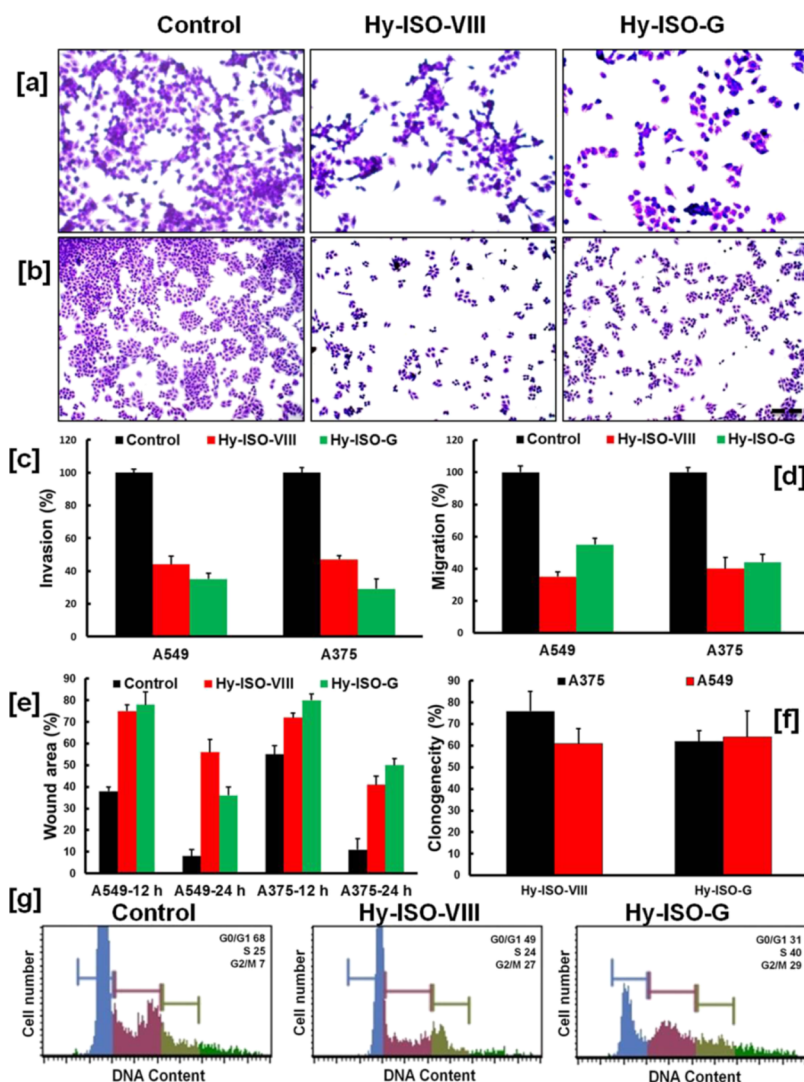 Control Hy-ISO-VIII Hy-ISO-G
[a]
[b]
[c]
Control Hy-ISO-VIII Hy-ISO-G
Invasion (%)
120
100
80
60
40
20
0
A549 A375
[d]
Control Hy-ISO-VIII Hy-ISO-G
Migration (%)
120
100
80
60
40
20
0
A549 A375
[e]
Control Hy-ISO-VIII Hy-ISO-G
Wound area (%)
90
80
70
60
50
40
30
20
10
0
A549-12 h A549-24 h A375-12 h A375-24 h
[f]
A375 A549
Clonogenecity (%)
100
90
80
70
60
50
40
30
20
10
0
Hy-ISO-VIII Hy-ISO-G
[g]
Control Hy-ISO-VIII Hy-ISO-G
Cell number
G0/G1 68
S 25
G2/M 7
DNA Content
Cell number
G0/G1 49
S 24
G2/M 27
DNA Content
Cell number
G0/G1 31
S 40
G2/M 29
DNA Content